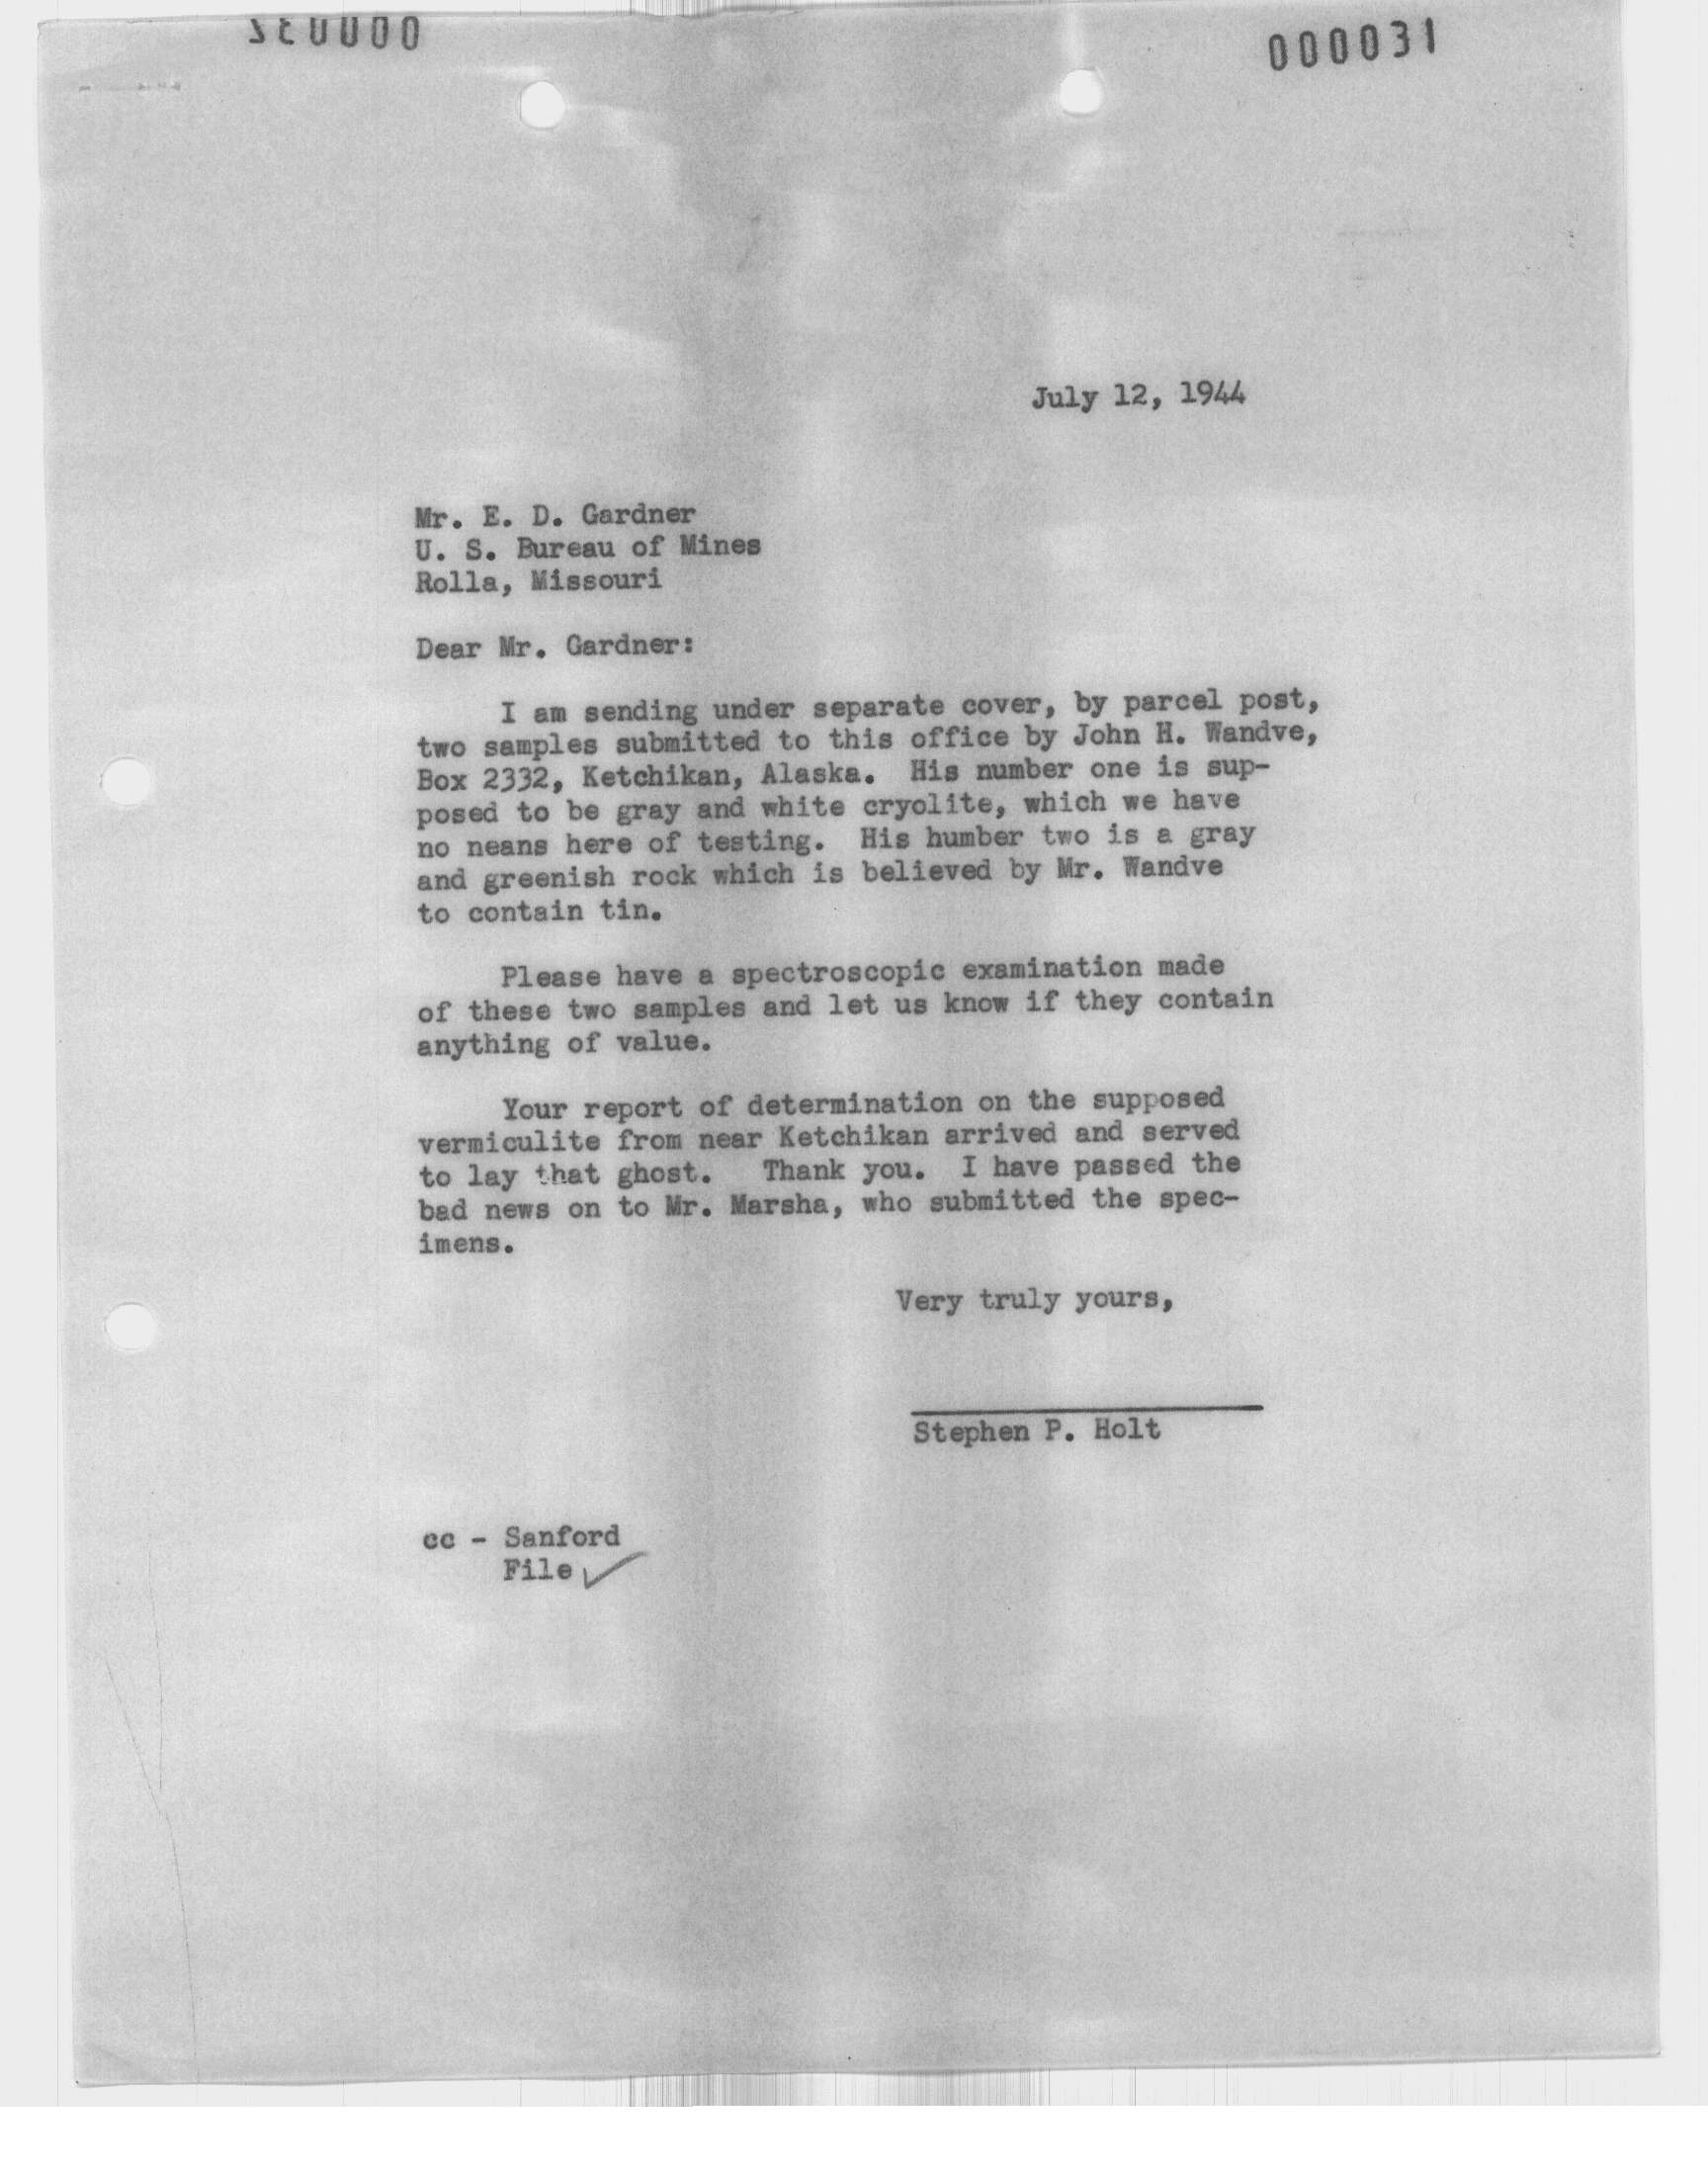 000032
000031
July 12, 1944
Mr. E. D. Gardner
U. S. Bureau of Mines
Rolla, Missouri
Dear Mr. Gardner:
I am sending under separate cover, by parcel post,
two samples submitted to this office by John H. Wandve,
Box 2332, Ketchikan, Alaska. His number one is sup-
posed to be gray and white cryolite, which we have
no neans here of testing. His humber two is a gray
and greenish rock which is believed by Mr. Wandve
to contain tin.
Please have a spectroscopic examination made
of these two samples and let us know if they contain
anything of value.
Your report of determination on the supposed
vermiculite from near Ketchikan arrived and served
to lay that ghost. Thank you. I have passed the
bad news on to Mr. Marsha, who submitted the spec-
imens.
Very truly yours,
Stephen P. Holt
cc - Sanford
File ✓